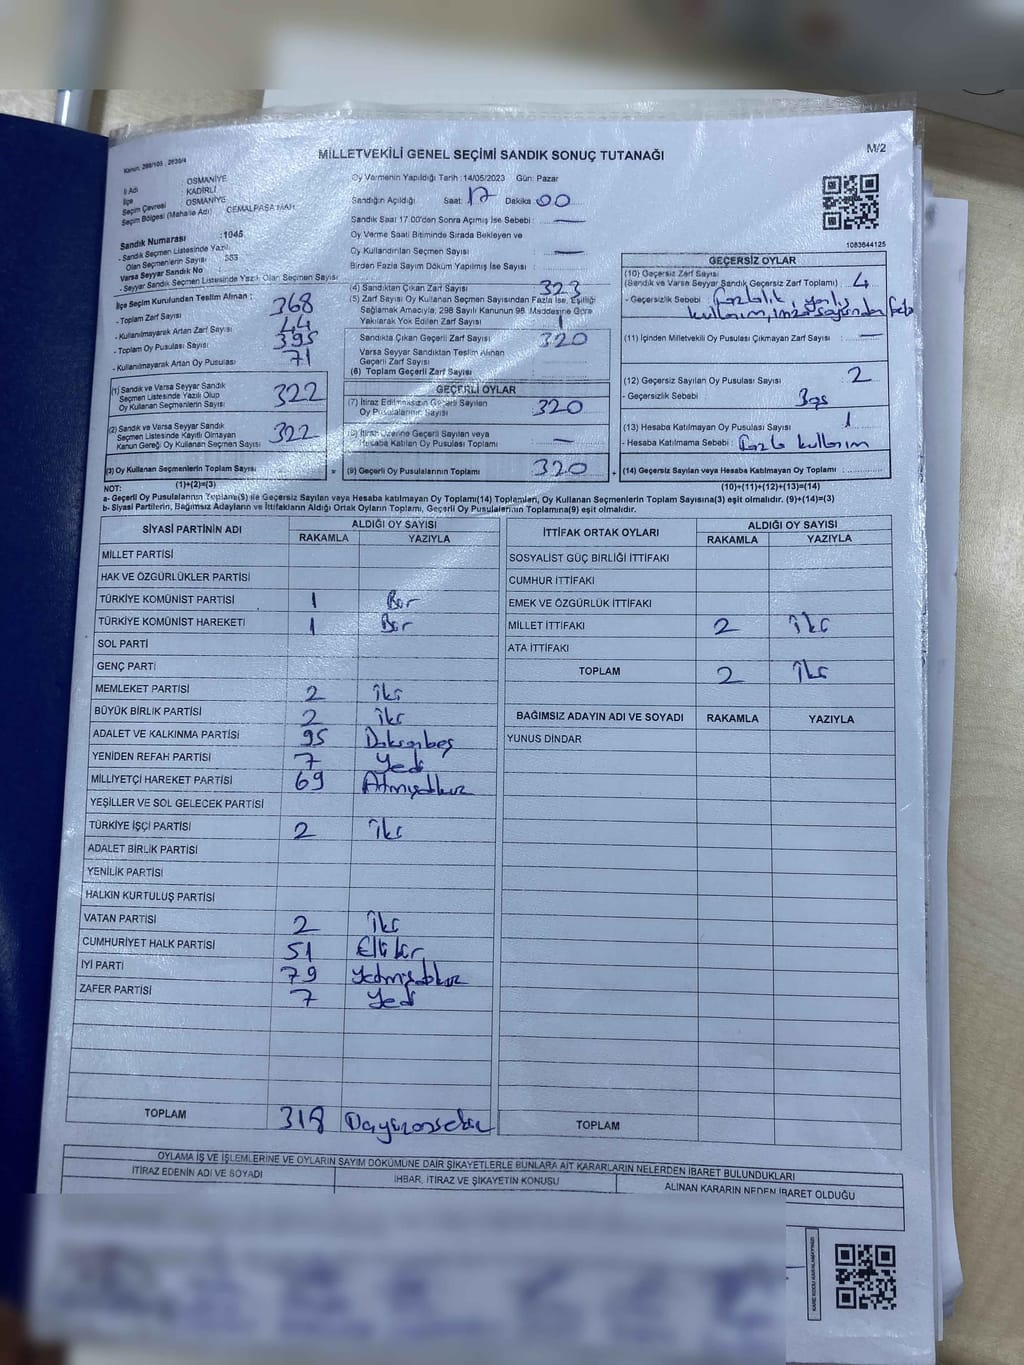 Kanun: 298/105 , 2839/4
MİLLETVEKİLİ GENEL SEÇİMİ SANDIK SONUÇ TUTANAĞI
M/2
İl Adı : OSMANİYE
İlçe : KADİRLİ
Seçim Çevresi : OSMANİYE
Seçim Bölgesi (Mahalle Adı) : CEMALPAŞA MAH.
Sandık Numarası : 1045
- Sandık Seçmen Listesinde Yazılı
Olan Seçmenlerin Sayısı : 353
Varsa Seyyar Sandık No
- Seyyar Sandık Seçmen Listesinde Yazılı Olan Seçmen Sayısı
Oy Vermenin Yapıldığı Tarih : 14/05/2023 Gün: Pazar
Sandığın Açıldığı Saat: 17 Dakika 00
Sandık Saat 17.00'den Sonra Açımış İse Sebebi : —
Oy Verme Saati Bitiminde Sırada Bekleyen ve
Oy Kullandırılan Seçmen Sayısı —
Birden Fazla Sayım Döküm Yapılmış İse Sayısı :
1083644125
İlçe Seçim Kurulundan Teslim Alınan :
- Toplam Zarf Sayısı 368
- Kullanılmayarak Artan Zarf Sayısı 44
- Toplam Oy Pusulası Sayısı 395
- Kullanılmayarak Artan Oy Pusulası 71
(1) Sandık ve Varsa Seyyar Sandık
Seçmen Listesinde Yazılı Olup
Oy Kullanan Seçmenlerin Sayısı 322
(2) Sandık ve Varsa Seyyar Sandık
Seçmen Listesinde Kayıtlı Olmayan
Kanun Gereği Oy Kullanan Seçmen Sayısı 322
(3) Oy Kullanan Seçmenlerin Toplam Sayısı =
(1)+(2)=(3)
(4) Sandıktan Çıkan Zarf Sayısı 323
(5) Zarf Sayısı Oy Kullanan Seçmen Sayısından Fazla İse, Eşitliği
Sağlamak Amacıyla, 298 Sayılı Kanunun 98. Maddesine Göre
Yakılarak Yok Edilen Zarf Sayısı 1
Sandıkta Çıkan Geçerli Zarf Sayısı 320
Varsa Seyyar Sandıktan Teslim Alınan
Geçerli Zarf Sayısı
(6) Toplam Geçerli Zarf Sayısı
GEÇERLİ OYLAR
(7) İtiraz Edilmeksizin Geçerli Sayılan
Oy Pusulalarının Sayısı 320
(8) İtiraz Üzerine Geçerli Sayılan veya
Hesaba Katılan Oy Pusulası Toplamı —
(9) Geçerli Oy Pusulalarının Toplamı 320 +
GEÇERSİZ OYLAR
(10) Geçersiz Zarf Sayısı
(Sandık ve Varsa Seyyar Sandık Geçersiz Zarf Toplamı) : 4
- Geçersizlik Sebebi :
(11) İçinden Milletvekili Oy Pusulası Çıkmayan Zarf Sayısı : —
(12) Geçersiz Sayılan Oy Pusulası Sayısı : 2
- Geçersizlik Sebebi
(13) Hesaba Katılmayan Oy Pusulası Sayısı : 1
- Hesaba Katılmama Sebebi :
(14) Geçersiz Sayılan veya Hesaba Katılmayan Oy Toplamı :
(10)+(11)+(12)+(13)=(14)
NOT:
a- Geçerli Oy Pusulalarının Toplamı(9) ile Geçersiz Sayılan veya Hesaba katılmayan Oy Toplamı(14) Toplamları, Oy Kullanan Seçmenlerin Toplam Sayısına(3) eşit olmalıdır. (9)+(14)=(3)
b- Siyasi Partilerin, Bağımsız Adayların ve İttifakların Aldığı Ortak Oyların Toplamı, Geçerli Oy Pusulalarının Toplamına(9) eşit olmalıdır.
SİYASİ PARTİNİN ADI ALDIĞI OY SAYISI
RAKAMLA YAZIYLA
MİLLET PARTİSİ
HAK VE ÖZGÜRLÜKLER PARTİSİ
TÜRKİYE KOMÜNİST PARTİSİ 1 Bir
TÜRKİYE KOMÜNİST HAREKETİ 1 Bir
SOL PARTİ
GENÇ PARTİ
MEMLEKET PARTİSİ 2 İki
BÜYÜK BİRLİK PARTİSİ 2 İki
ADALET VE KALKINMA PARTİSİ 95 Doksanbeş
YENİDEN REFAH PARTİSİ 7 Yedi
MİLLİYETÇİ HAREKET PARTİSİ 69 Atmışdokuz
YEŞİLLER VE SOL GELECEK PARTİSİ
TÜRKİYE İŞÇİ PARTİSİ 2 İki
ADALET BİRLİK PARTİSİ
YENİLİK PARTİSİ
HALKIN KURTULUŞ PARTİSİ
VATAN PARTİSİ 2 İki
CUMHURİYET HALK PARTİSİ 51 Elli bir
İYİ PARTİ 79 Yetmişdokuz
ZAFER PARTİSİ 7 Yedi
TOPLAM 318
İTTİFAK ORTAK OYLARI ALDIĞI OY SAYISI
RAKAMLA YAZIYLA
SOSYALİST GÜÇ BİRLİĞİ İTTİFAKI
CUMHUR İTTİFAKI
EMEK VE ÖZGÜRLÜK İTTİFAKI
MİLLET İTTİFAKI 2 İki
ATA İTTİFAKI
TOPLAM 2 İki
BAĞIMSIZ ADAYIN ADI VE SOYADI RAKAMLA YAZIYLA
YUNUS DİNDAR
TOPLAM
OYLAMA İŞ VE İŞLEMLERİNE VE OYLARIN SAYIM DÖKÜMÜNE DAİR ŞİKAYETLERLE BUNLARA AİT KARARLARIN NELERDEN İBARET BULUNDUKLARI
İTİRAZ EDENİN ADI VE SOYADI İHBAR, İTİRAZ VE ŞİKAYETİN KONUSU ALINAN KARARIN NEDEN İBARET OLDUĞU
KARE KODU KARALAMAYINIZ!